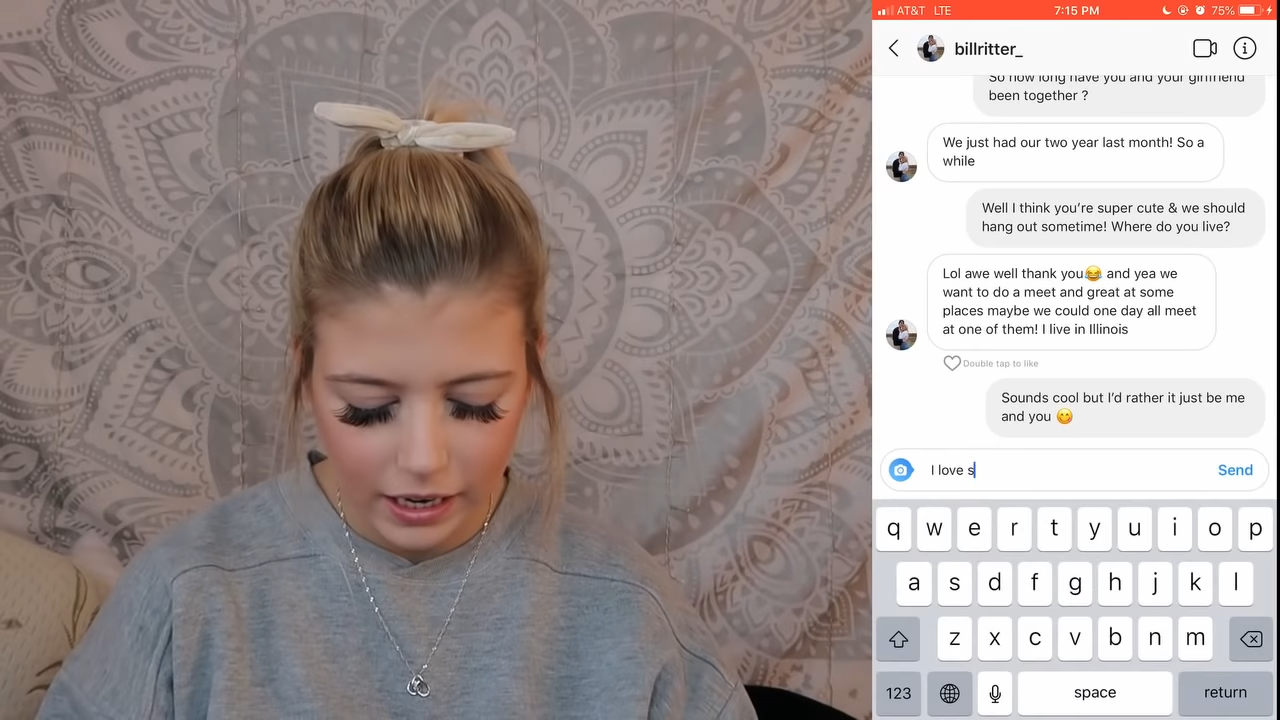 AT&T LTE 7:15 PM 75%
billritter_
So how long have you and your girlfriend
been together ?
We just had our two year last month! So a
while
Well I think you're super cute & we should
hang out sometime! Where do you live?
Lol awe well thank you😂 and yea we
want to do a meet and great at some
places maybe we could one day all meet
at one of them! I live in Illinois
Double tap to like
Sounds cool but I'd rather it just be me
and you 😋
I love s Send
q w e r t y u i o p
a s d f g h j k l
z x c v b n m
123 space return